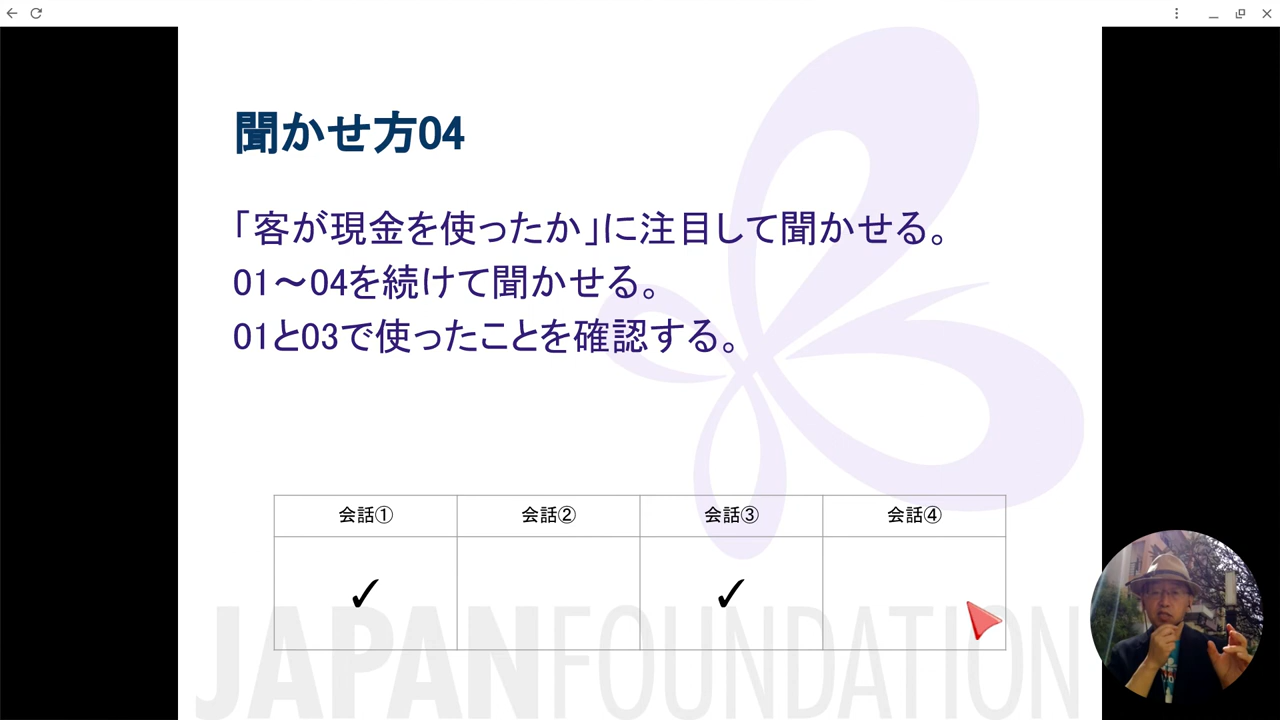 聞かせ方04
「客が現金を使ったか」に注目して聞かせる。
01～04を続けて聞かせる。
01と03で使ったことを確認する。
会話① 会話② 会話③ 会話④
✓ ✓
JAPANFOUNDATION